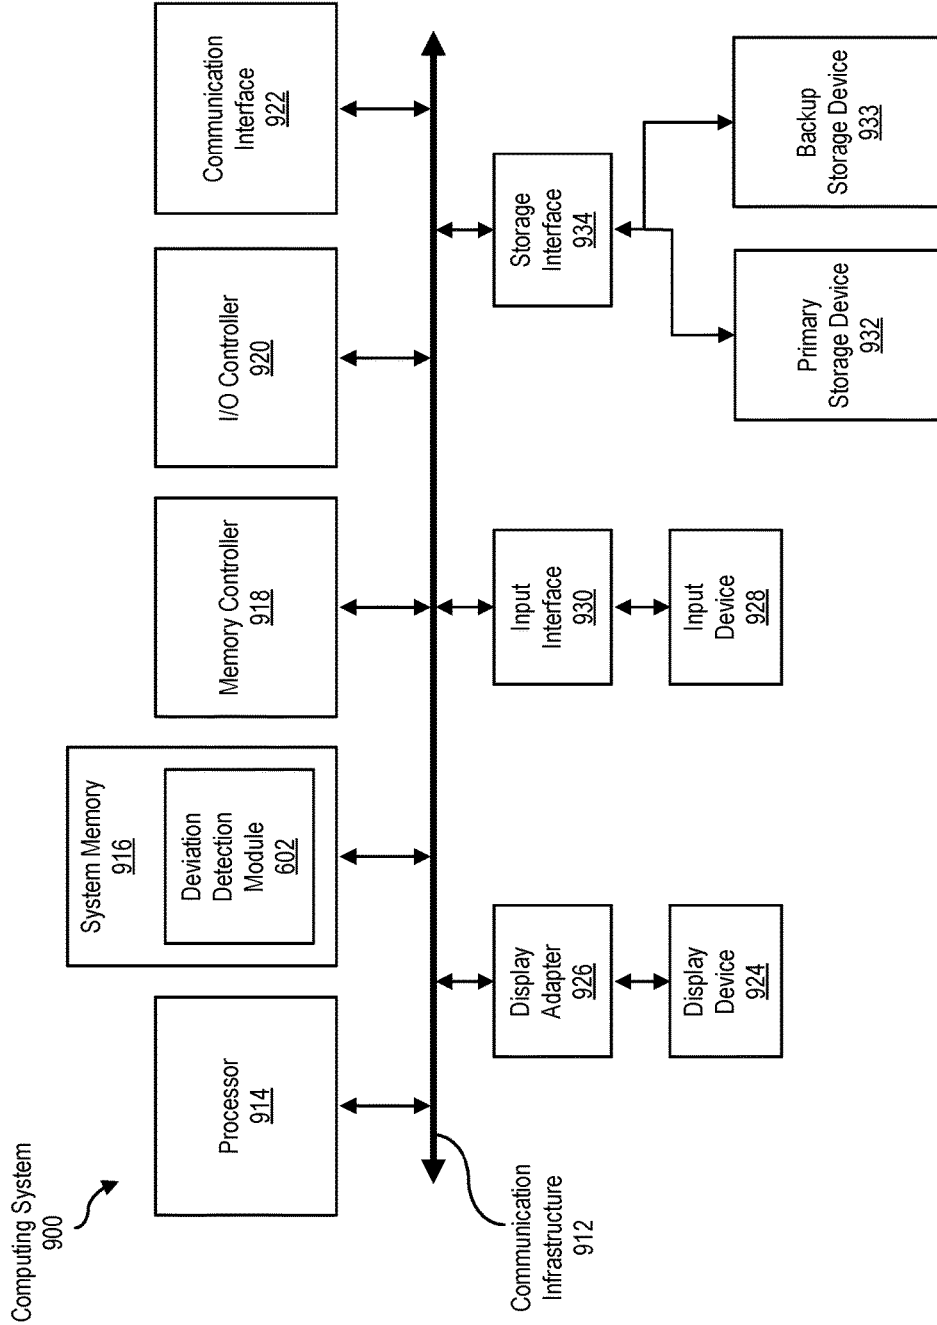 Computing System
900
Processor
914
System Memory
916
Deviation
Detection
Module
602
Memory Controller
918
I/O Controller
920
Communication
Interface
922
Communication
Infrastructure
912
Display
Adapter
926
Input
Interface
930
Storage
Interface
934
Display
Device
924
Input
Device
928
Primary
Storage Device
932
Backup
Storage Device
933